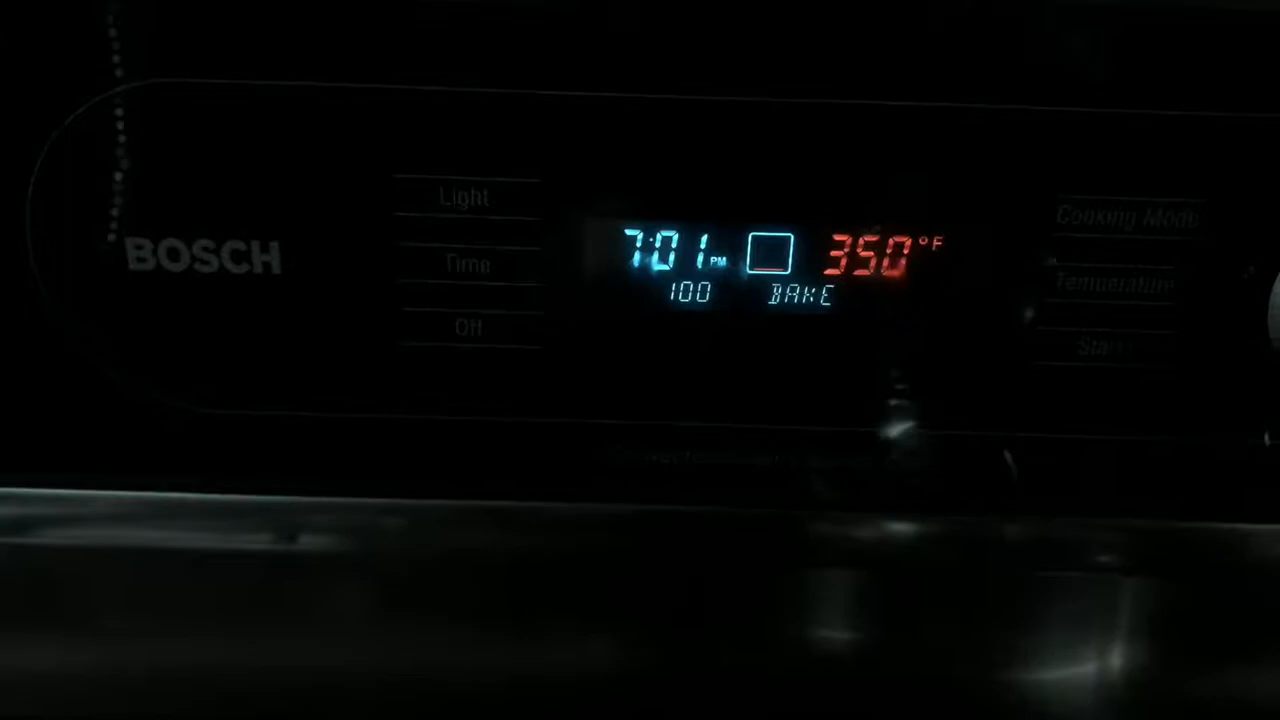 BOSCH
Light
Time
Off
7:01 PM 350°F
100 BAKE
Cooking Mode
Temperature
Start